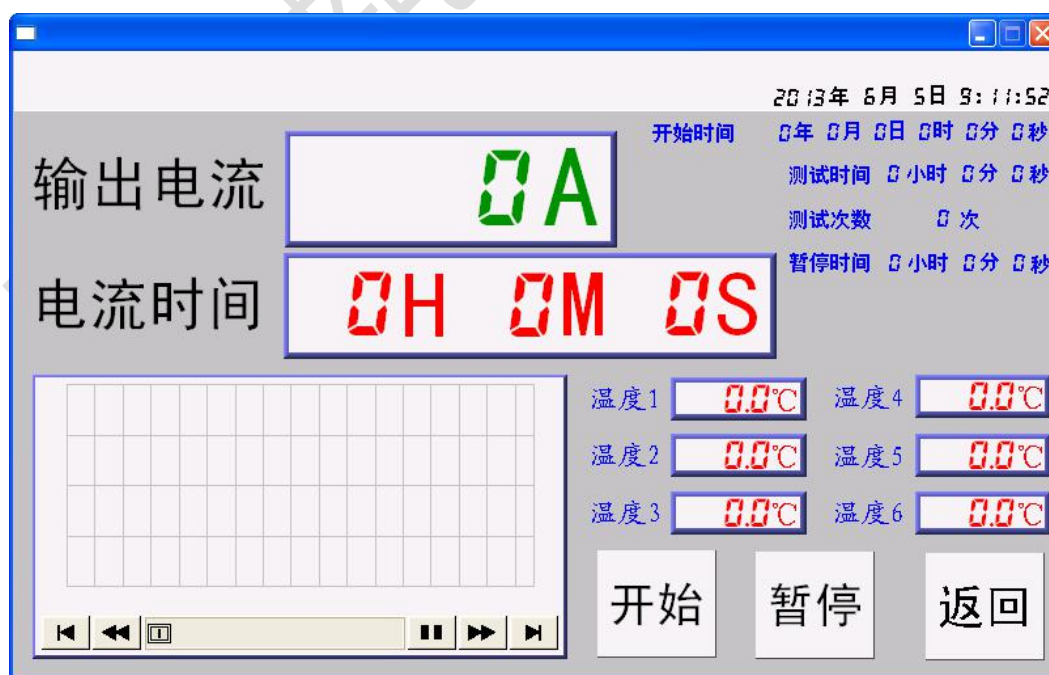 2013年 6月 5日 9:11:52
开始时间 0年 0月 0日 0时 0分 0秒
输出电流 0A
测试时间 0小时 0分 0秒
测试次数 0次
暂停时间 0小时 0分 0秒
电流时间 0H 0M 0S
温度1 0.0℃ 温度4 0.0℃
温度2 0.0℃ 温度5 0.0℃
温度3 0.0℃ 温度6 0.0℃
开始 暂停 返回